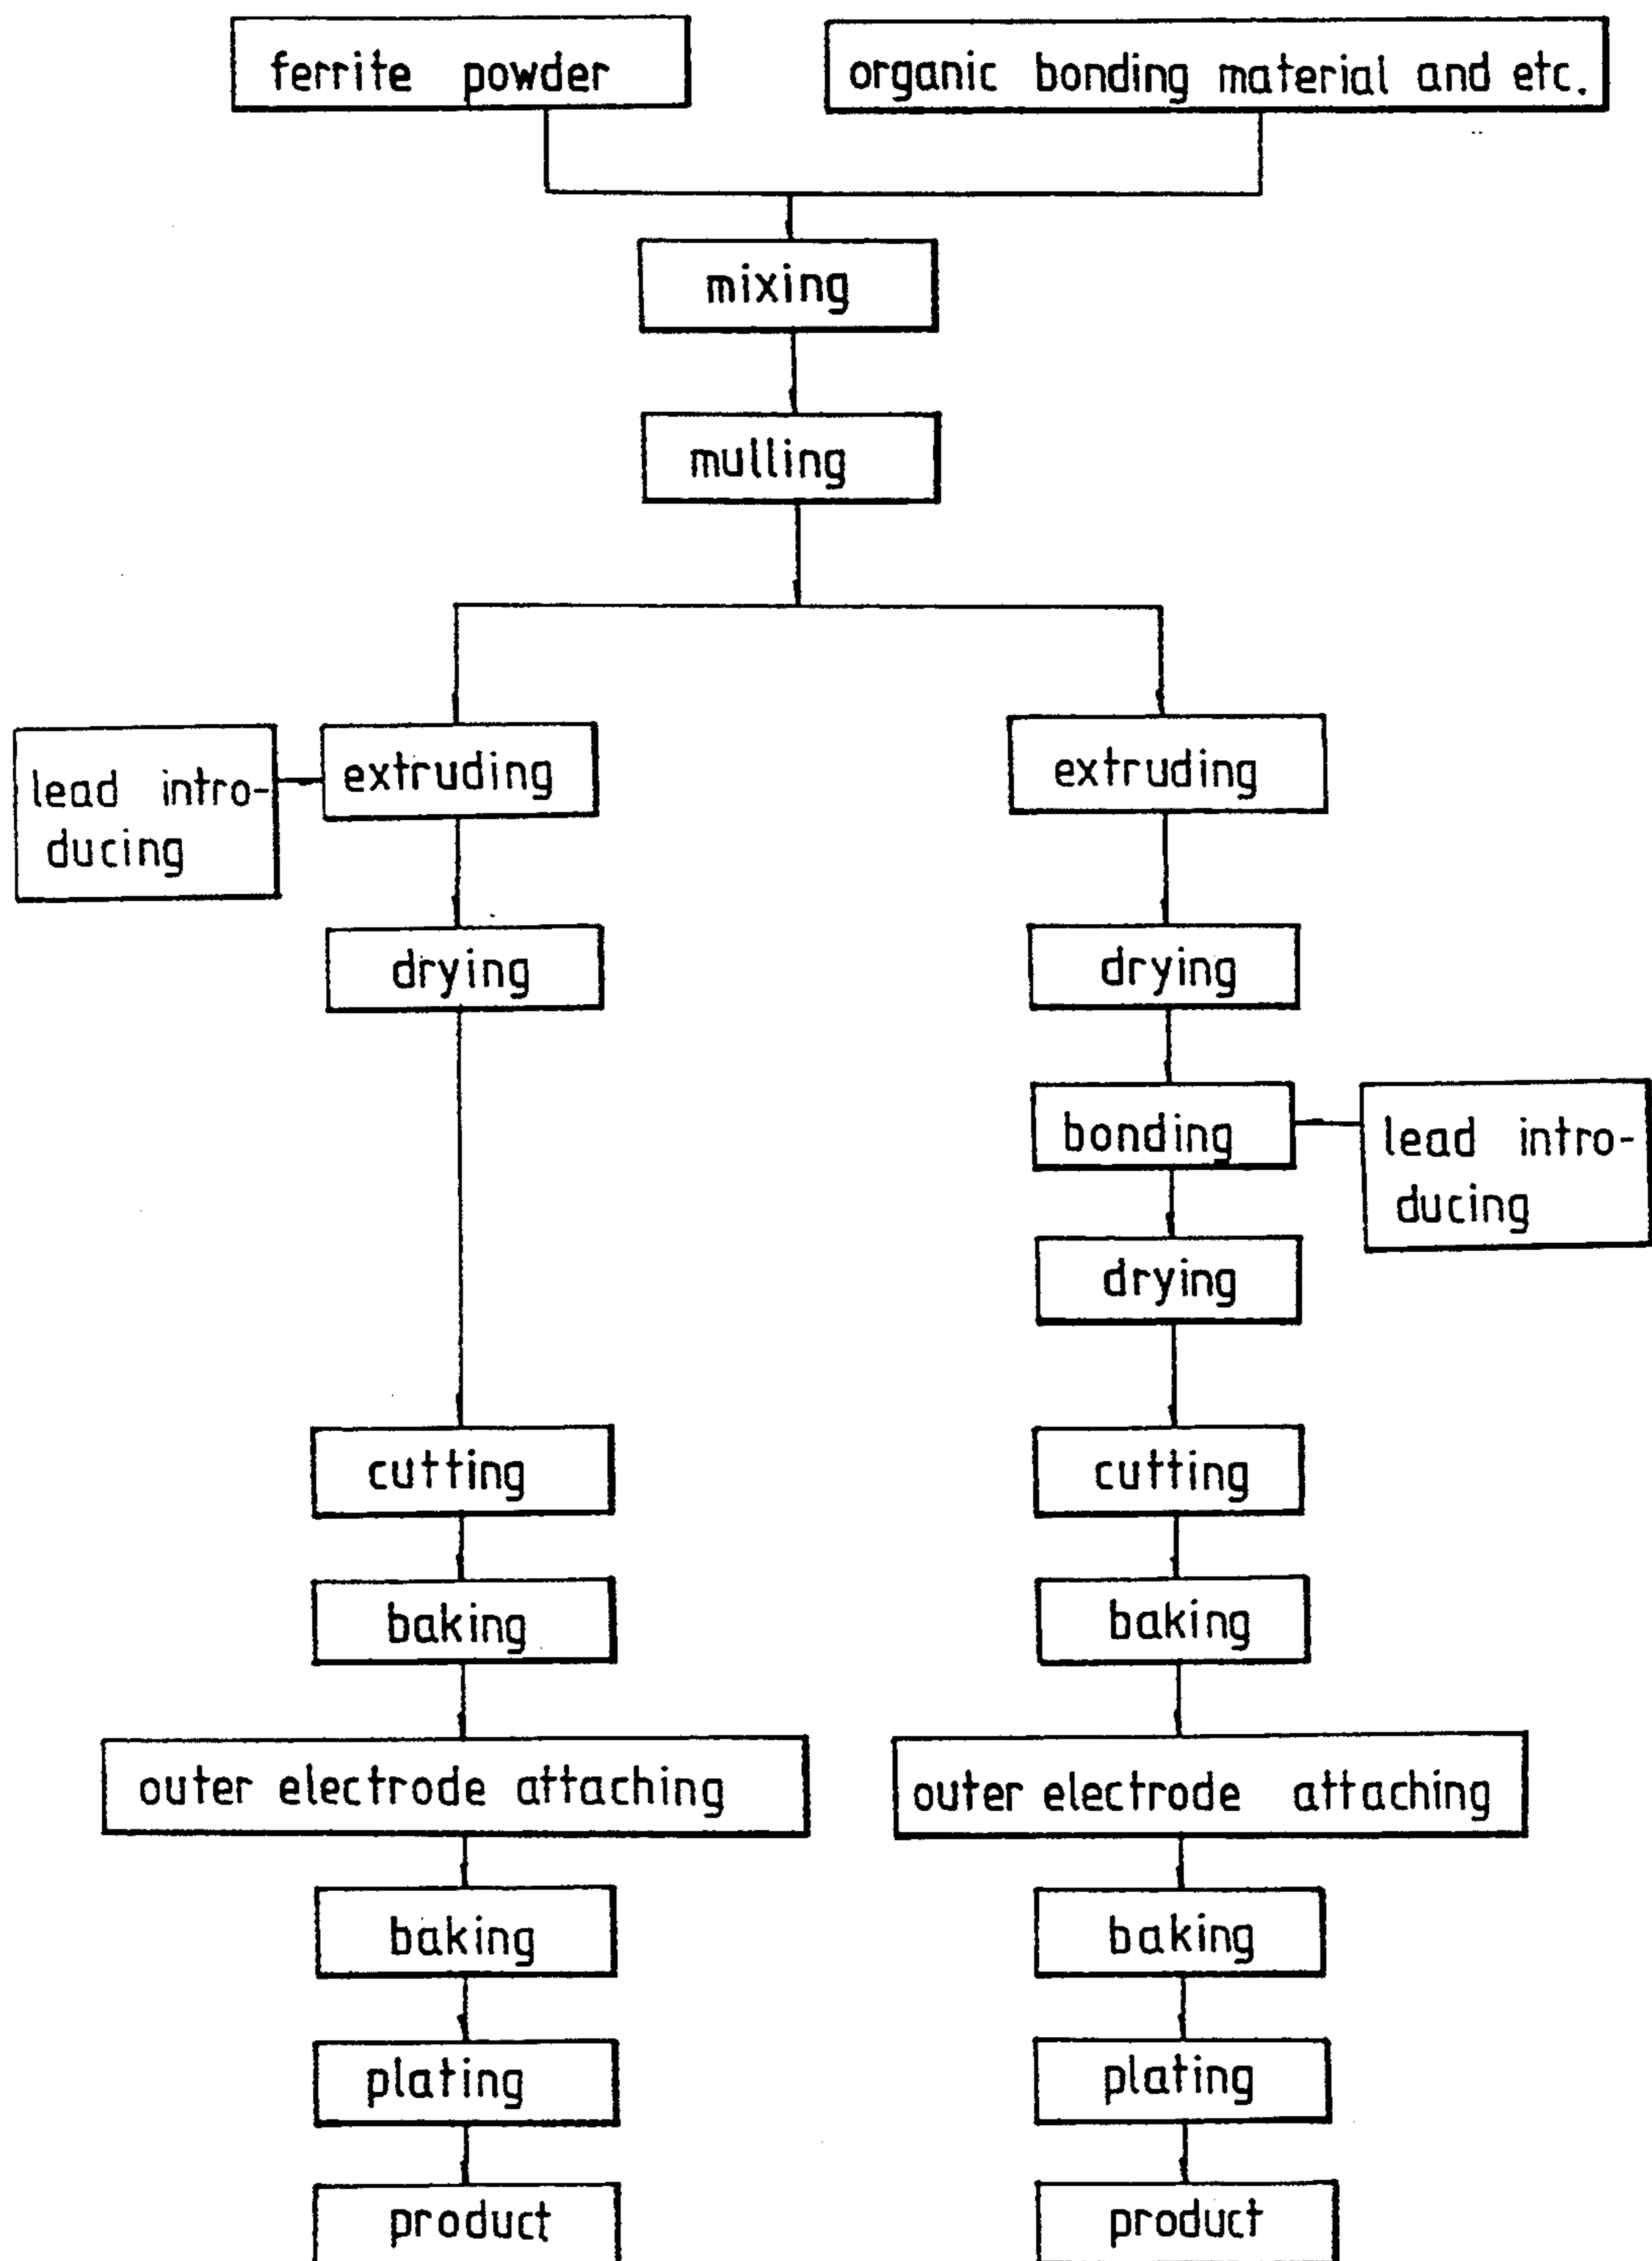 ferrite powder
organic bonding material and etc.
mixing
mulling
lead intro-
ducing
extruding
drying
cutting
baking
outer electrode attaching
baking
plating
product
extruding
drying
bonding
lead intro-
ducing
drying
cutting
baking
outer electrode attaching
baking
plating
product